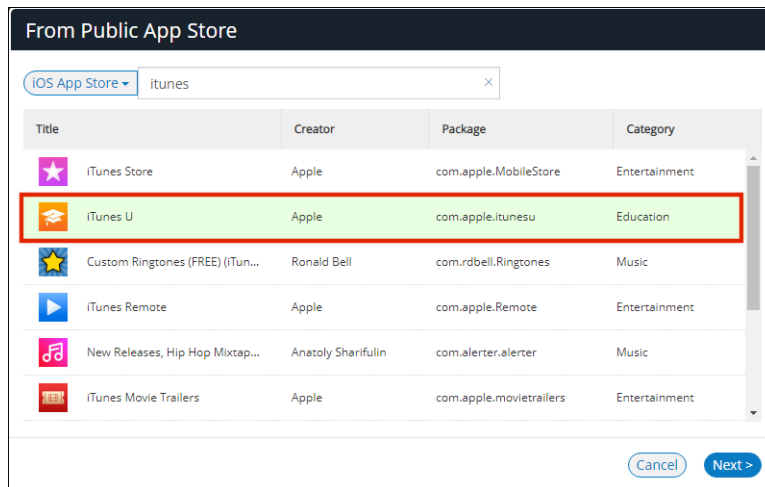 From Public App Store
iOS App Store itunes ×
Title Creator Package Category
iTunes Store Apple com.apple.MobileStore Entertainment
iTunes U Apple com.apple.itunesu Education
Custom Ringtones (FREE) (iTun... Ronald Bell com.rdbell.Ringtones Music
iTunes Remote Apple com.apple.Remote Entertainment
New Releases, Hip Hop Mixtap... Anatoly Sharifulin com.alerter.alerter Music
iTunes Movie Trailers Apple com.apple.movietrailers Entertainment
Cancel Next >